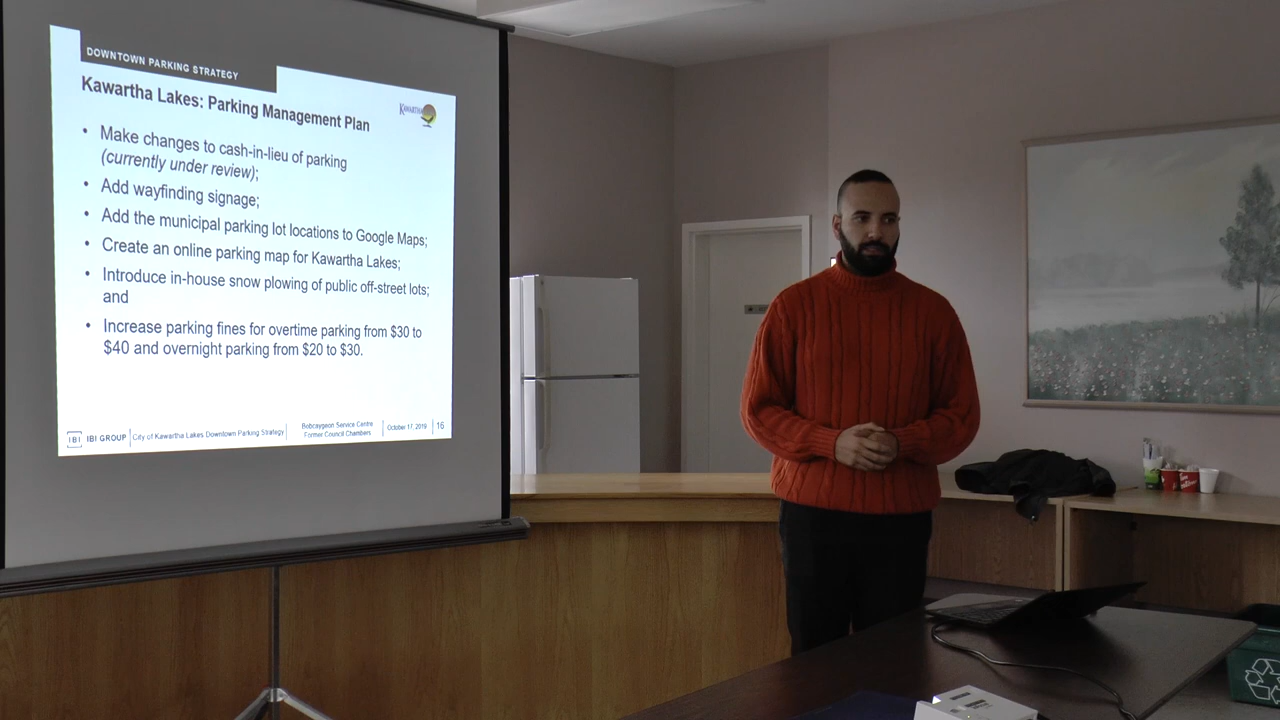 DOWNTOWN PARKING STRATEGY
Kawartha Lakes: Parking Management Plan
KAWARTHA
• Make changes to cash-in-lieu of parking
(currently under review);
• Add wayfinding signage;
• Add the municipal parking lot locations to Google Maps;
• Create an online parking map for Kawartha Lakes;
• Introduce in-house snow plowing of public off-street lots;
and
• Increase parking fines for overtime parking from $30 to
$40 and overnight parking from $20 to $30.
IBI IBI GROUP City of Kawartha Lakes Downtown Parking Strategy
Bobcaygeon Service Centre
Former Council Chambers
October 17, 2019
16